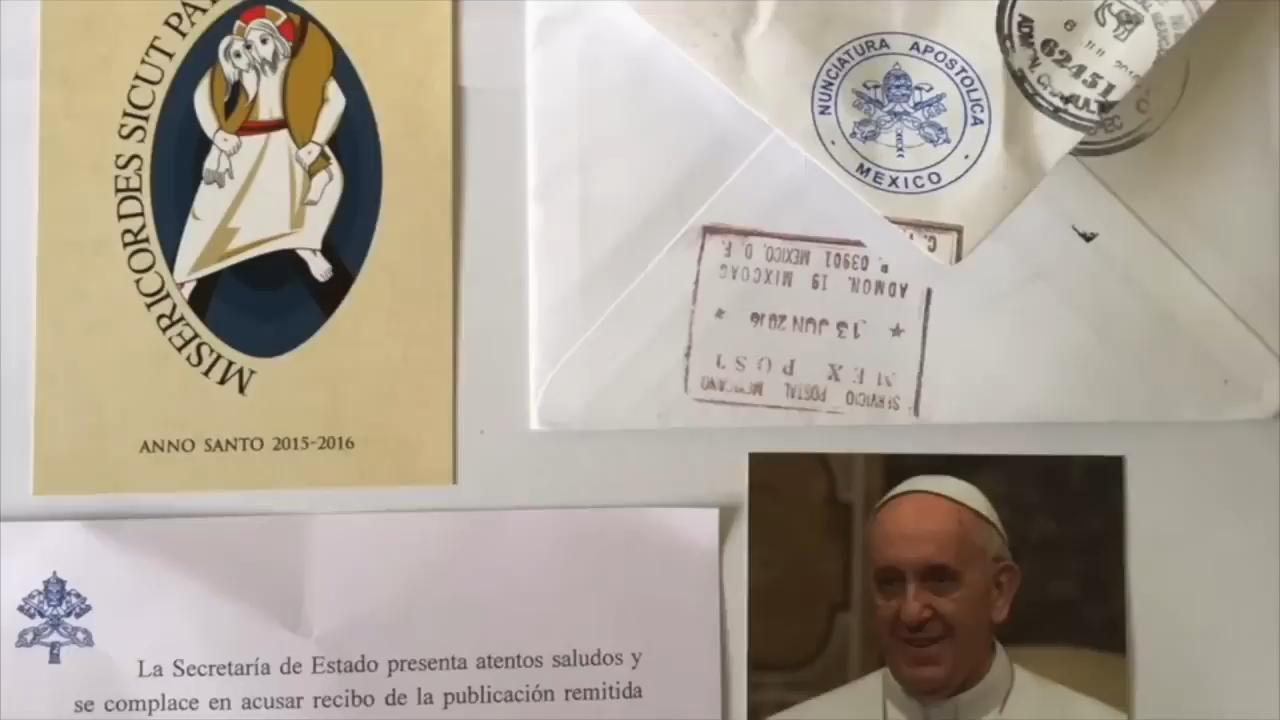 MISERICORDES SICUT PA
ANNO SANTO 2015-2016
NUNCIATURA APOSTOLICA
MEXICO
62451
SERVICIO POSTAL MEXICANO
MEX POST
13 JUN 2016
ADMON. 19 MIXCOAC
P. 03901 MEXICO, D. F.
La Secretaría de Estado presenta atentos saludos y
se complace en acusar recibo de la publicación remitida